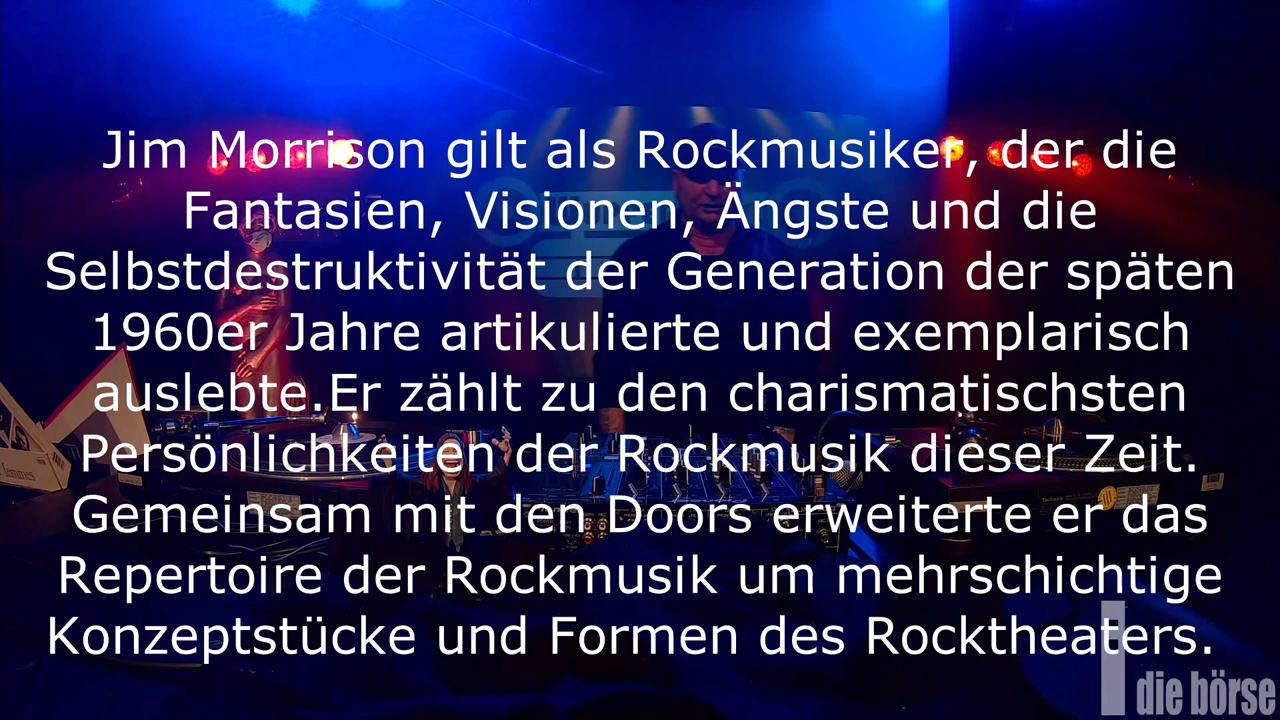 Jim Morrison gilt als Rockmusiker, der die
Fantasien, Visionen, Ängste und die
Selbstdestruktivität der Generation der späten
1960er Jahre artikulierte und exemplarisch
auslebte.Er zählt zu den charismatischsten
Persönlichkeiten der Rockmusik dieser Zeit.
Gemeinsam mit den Doors erweiterte er das
Repertoire der Rockmusik um mehrschichtige
Konzeptstücke und Formen des Rocktheaters.
die börse